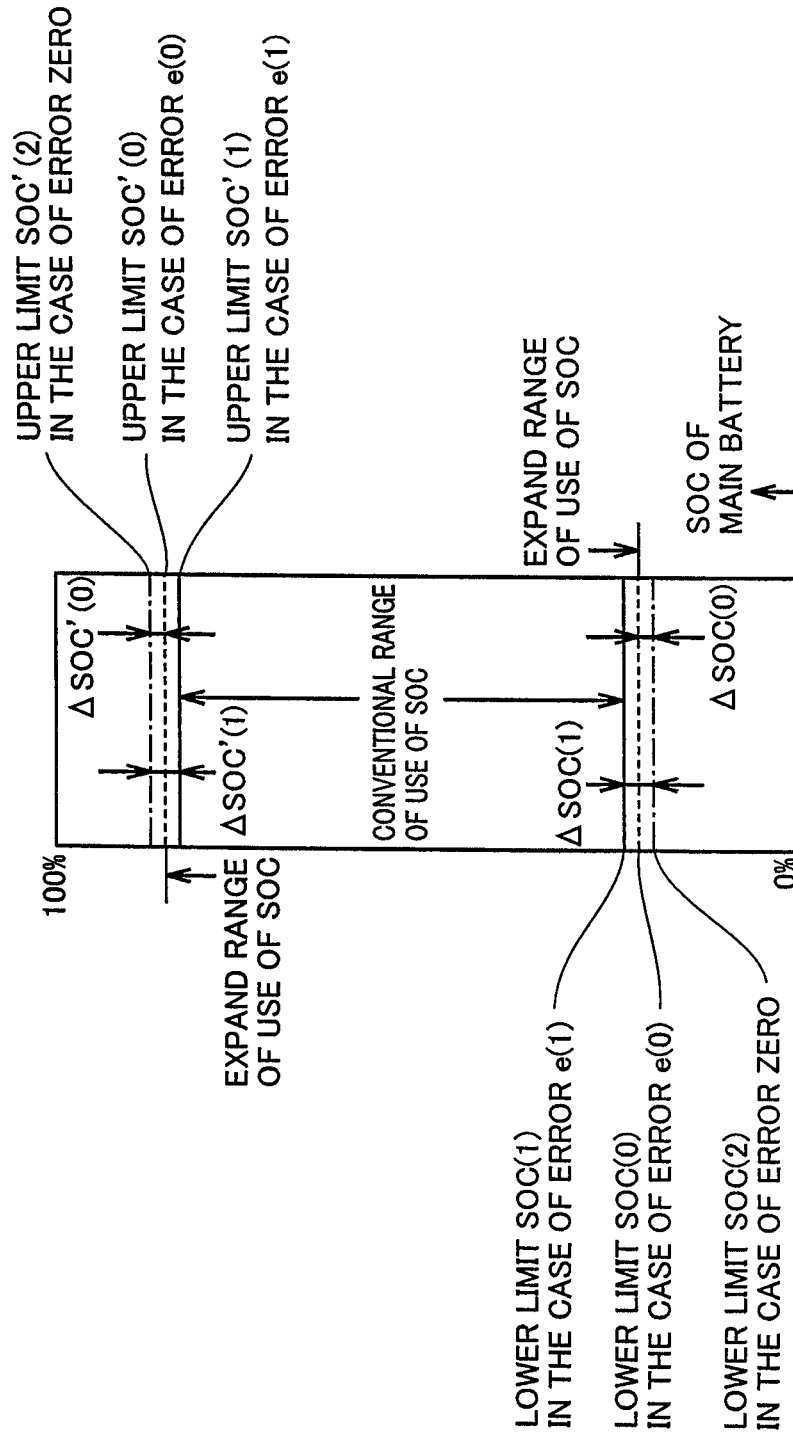 UPPER LIMIT SOC'(2)
IN THE CASE OF ERROR ZERO
UPPER LIMIT SOC'(0)
IN THE CASE OF ERROR e(0)
UPPER LIMIT SOC'(1)
IN THE CASE OF ERROR e(1)
100%
ΔSOC'(0)
ΔSOC'(1)
EXPAND RANGE
OF USE OF SOC
CONVENTIONAL RANGE
OF USE OF SOC
EXPAND RANGE
OF USE OF SOC
ΔSOC(1)
ΔSOC(0)
SOC OF
MAIN BATTERY
0%
LOWER LIMIT SOC(1)
IN THE CASE OF ERROR e(1)
LOWER LIMIT SOC(0)
IN THE CASE OF ERROR e(0)
LOWER LIMIT SOC(2)
IN THE CASE OF ERROR ZERO